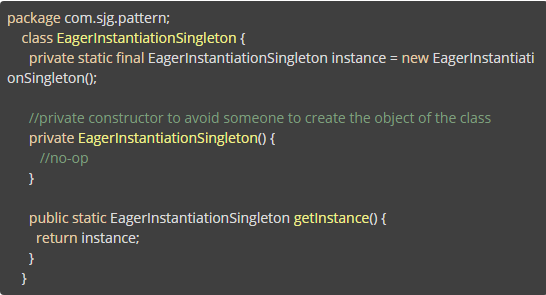 package com.sjg.pattern;
class EagerInstantiationSingleton {
private static final EagerInstantiationSingleton instance = new EagerInstantiati
onSingleton();
//private constructor to avoid someone to create the object of the class
private EagerInstantiationSingleton() {
//no-op
}
public static EagerInstantiationSingleton getInstance() {
return instance;
}
}